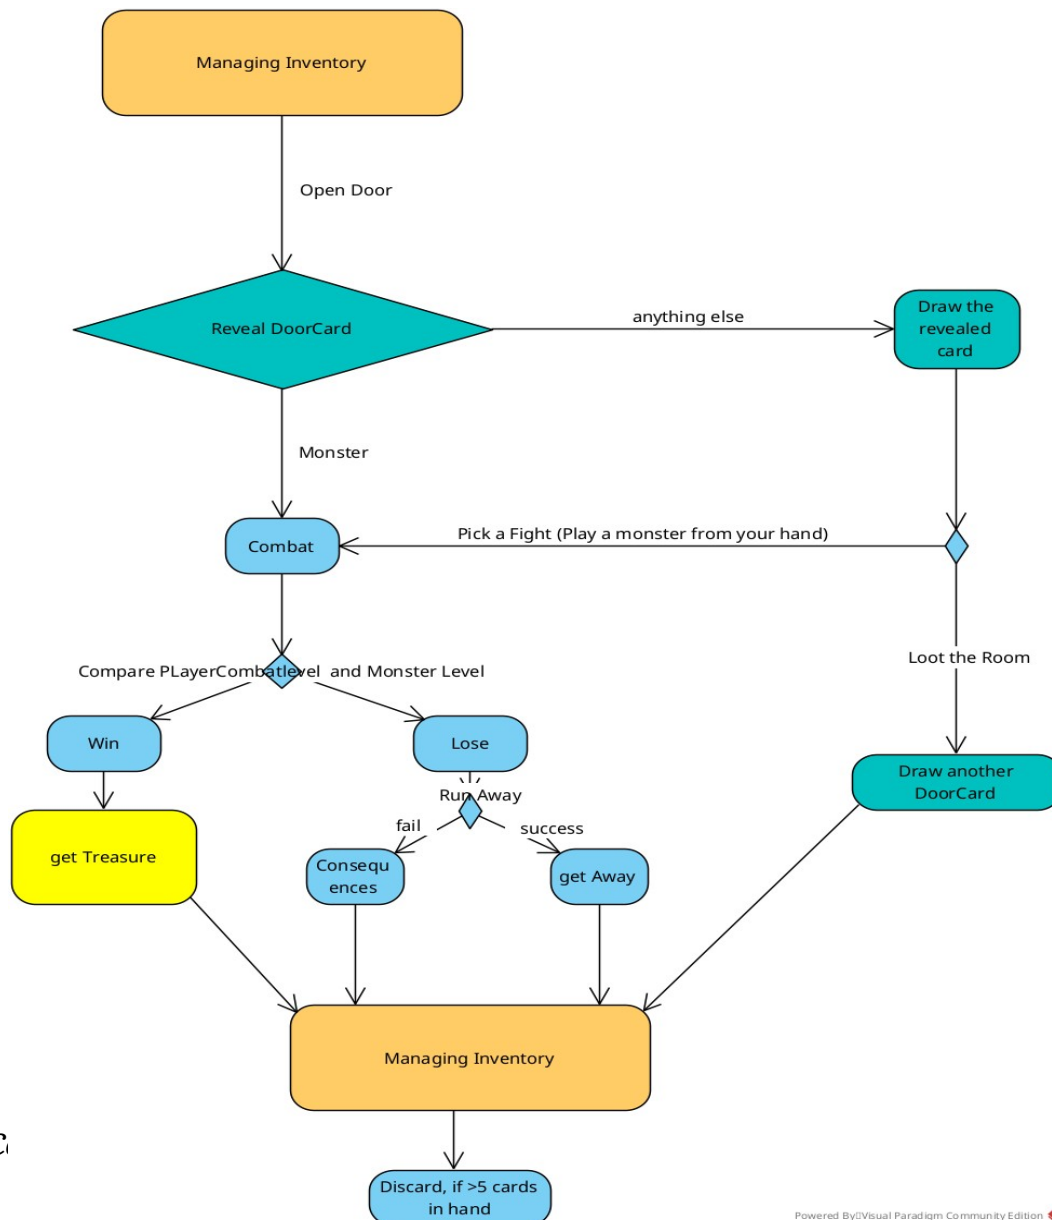 Managing Inventory
Open Door
Reveal DoorCard
anything else
Draw the
revealed
card
Monster
Combat
Pick a Fight (Play a monster from your hand)
Compare PLayerCombatlevel  and Monster Level
Loot the Room
Win
Lose
Draw another
DoorCard
Run Away
fail
success
get Treasure
Consequ
ences
get Away
Managing Inventory
Discard, if >5 cards
in hand
Powered By Visual Paradigm Community Edition